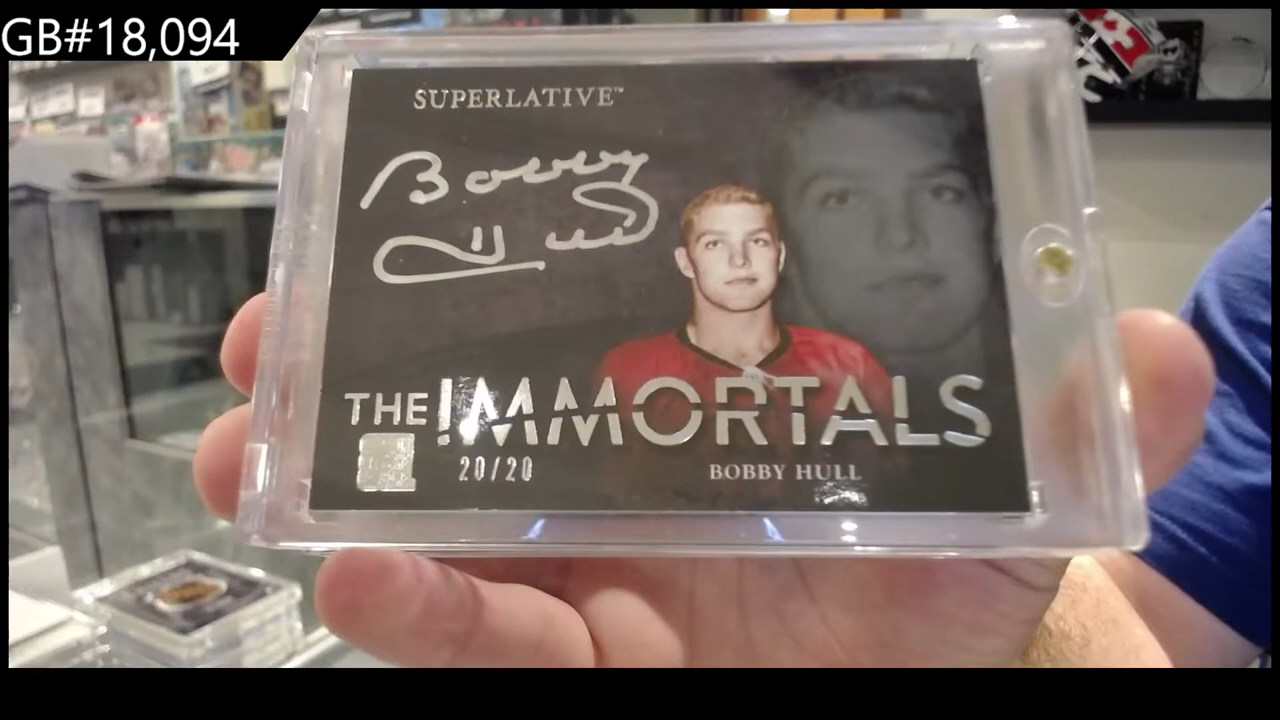 GB#18,094
SUPERLATIVE™
Bobby
Hull
THE IMMORTALS
20/20
BOBBY HULL